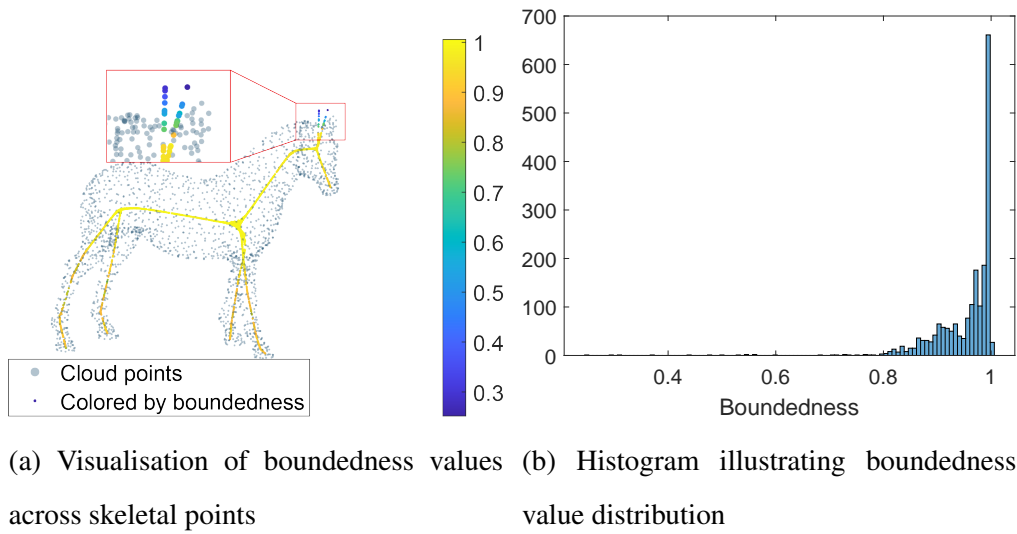 1
0.9
0.8
0.7
0.6
0.5
0.4
0.3
Cloud points
Colored by boundedness
700
600
500
400
300
200
100
0
0.4 0.6 0.8 1
Boundedness
(a) Visualisation of boundedness values
across skeletal points
(b) Histogram illustrating boundedness
value distribution